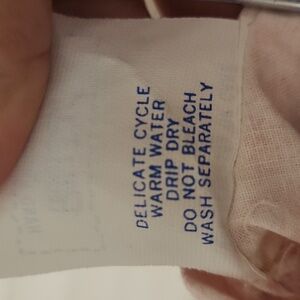 DELICATE CYCLE
WARM WATER
DRIP DRY
DO NOT BLEACH
WASH SEPARATELY